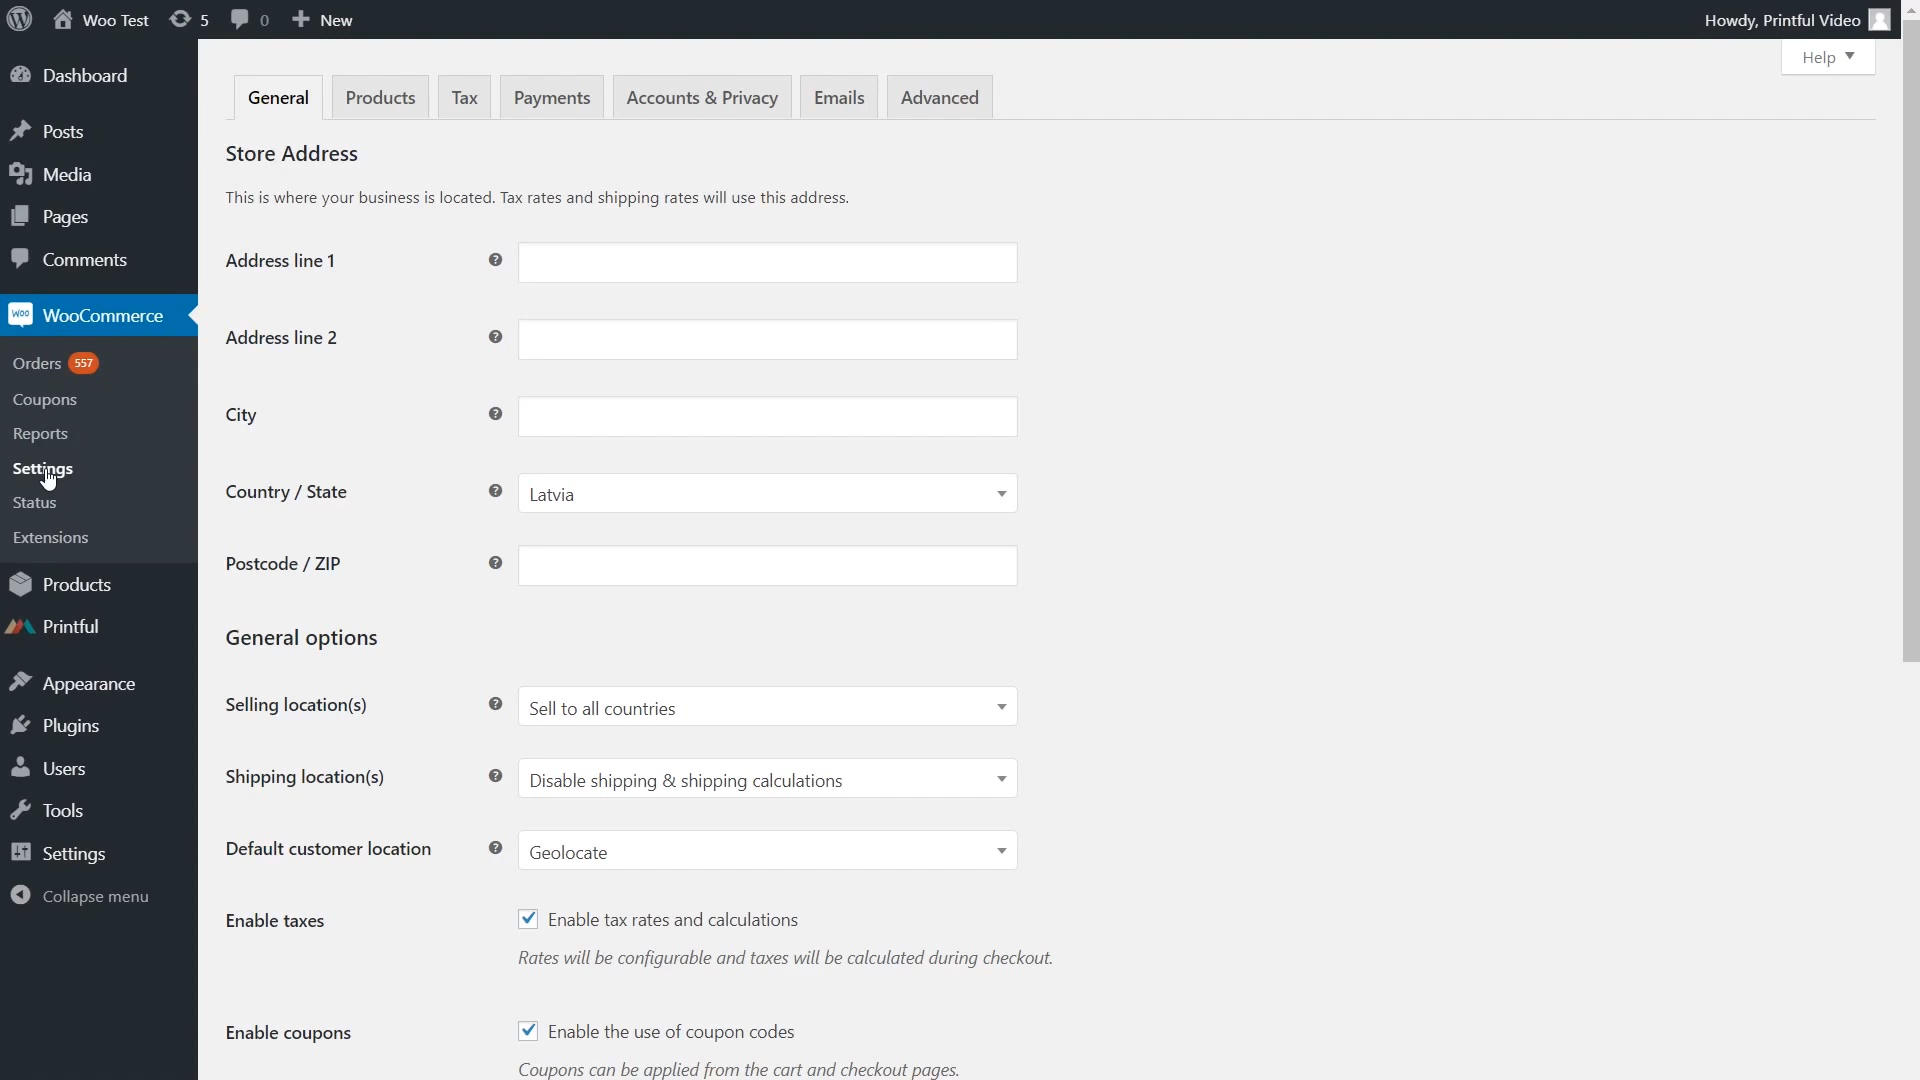 Woo Test 5 0 New Howdy, Printful Video
Help
Dashboard
Posts
Media
Pages
Comments
Woo WooCommerce
Orders 557
Coupons
Reports
Settings
Status
Extensions
Products
Printful
Appearance
Plugins
Users
Tools
Settings
Collapse menu
General Products Tax Payments Accounts & Privacy Emails Advanced
Store Address
This is where your business is located. Tax rates and shipping rates will use this address.
Address line 1
Address line 2
City
Country / State Latvia
Postcode / ZIP
General options
Selling location(s) Sell to all countries
Shipping location(s) Disable shipping & shipping calculations
Default customer location Geolocate
Enable taxes Enable tax rates and calculations
Rates will be configurable and taxes will be calculated during checkout.
Enable coupons Enable the use of coupon codes
Coupons can be applied from the cart and checkout pages.